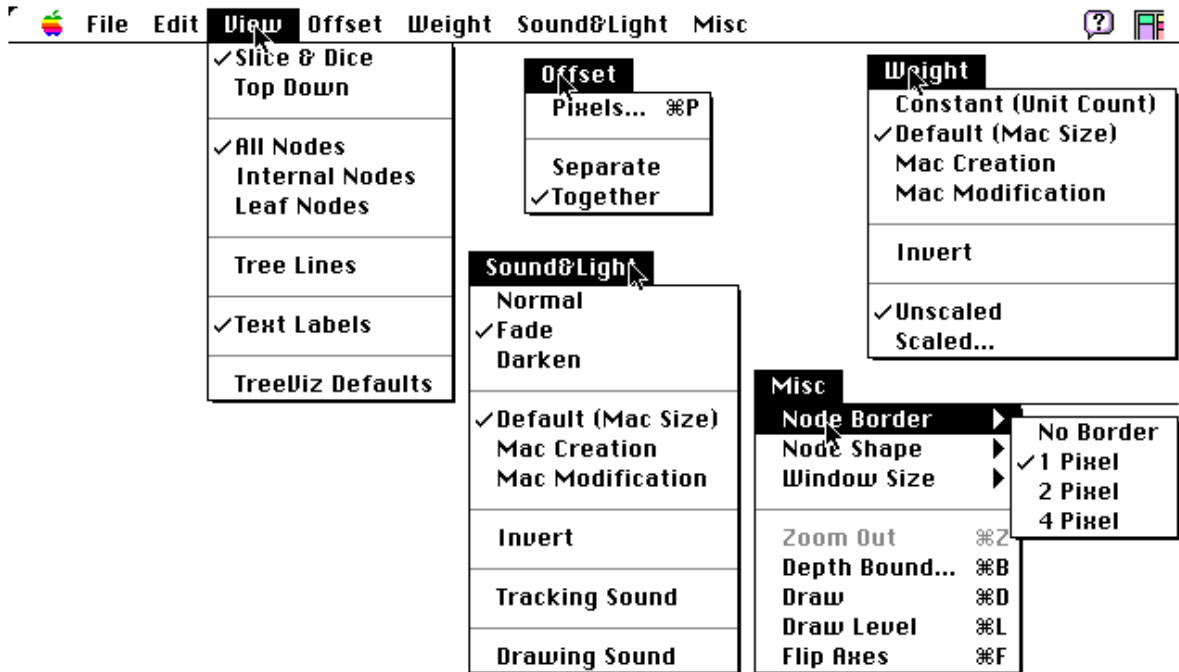 File Edit View Offset Weight Sound&Light Misc
✓Slice & Dice
Top Down
✓All Nodes
Internal Nodes
Leaf Nodes
Tree Lines
✓Text Labels
TreeViz Defaults
Offset
Pixels... ⌘P
Separate
✓Together
Weight
Constant (Unit Count)
✓Default (Mac Size)
Mac Creation
Mac Modification
Invert
✓Unscaled
Scaled...
Sound&Light
Normal
✓Fade
Darken
✓Default (Mac Size)
Mac Creation
Mac Modification
Invert
Tracking Sound
Drawing Sound
Misc
Node Border
Node Shape
Window Size
Zoom Out ⌘Z
Depth Bound... ⌘B
Draw ⌘D
Draw Level ⌘L
Flip Axes ⌘F
No Border
✓1 Pixel
2 Pixel
4 Pixel